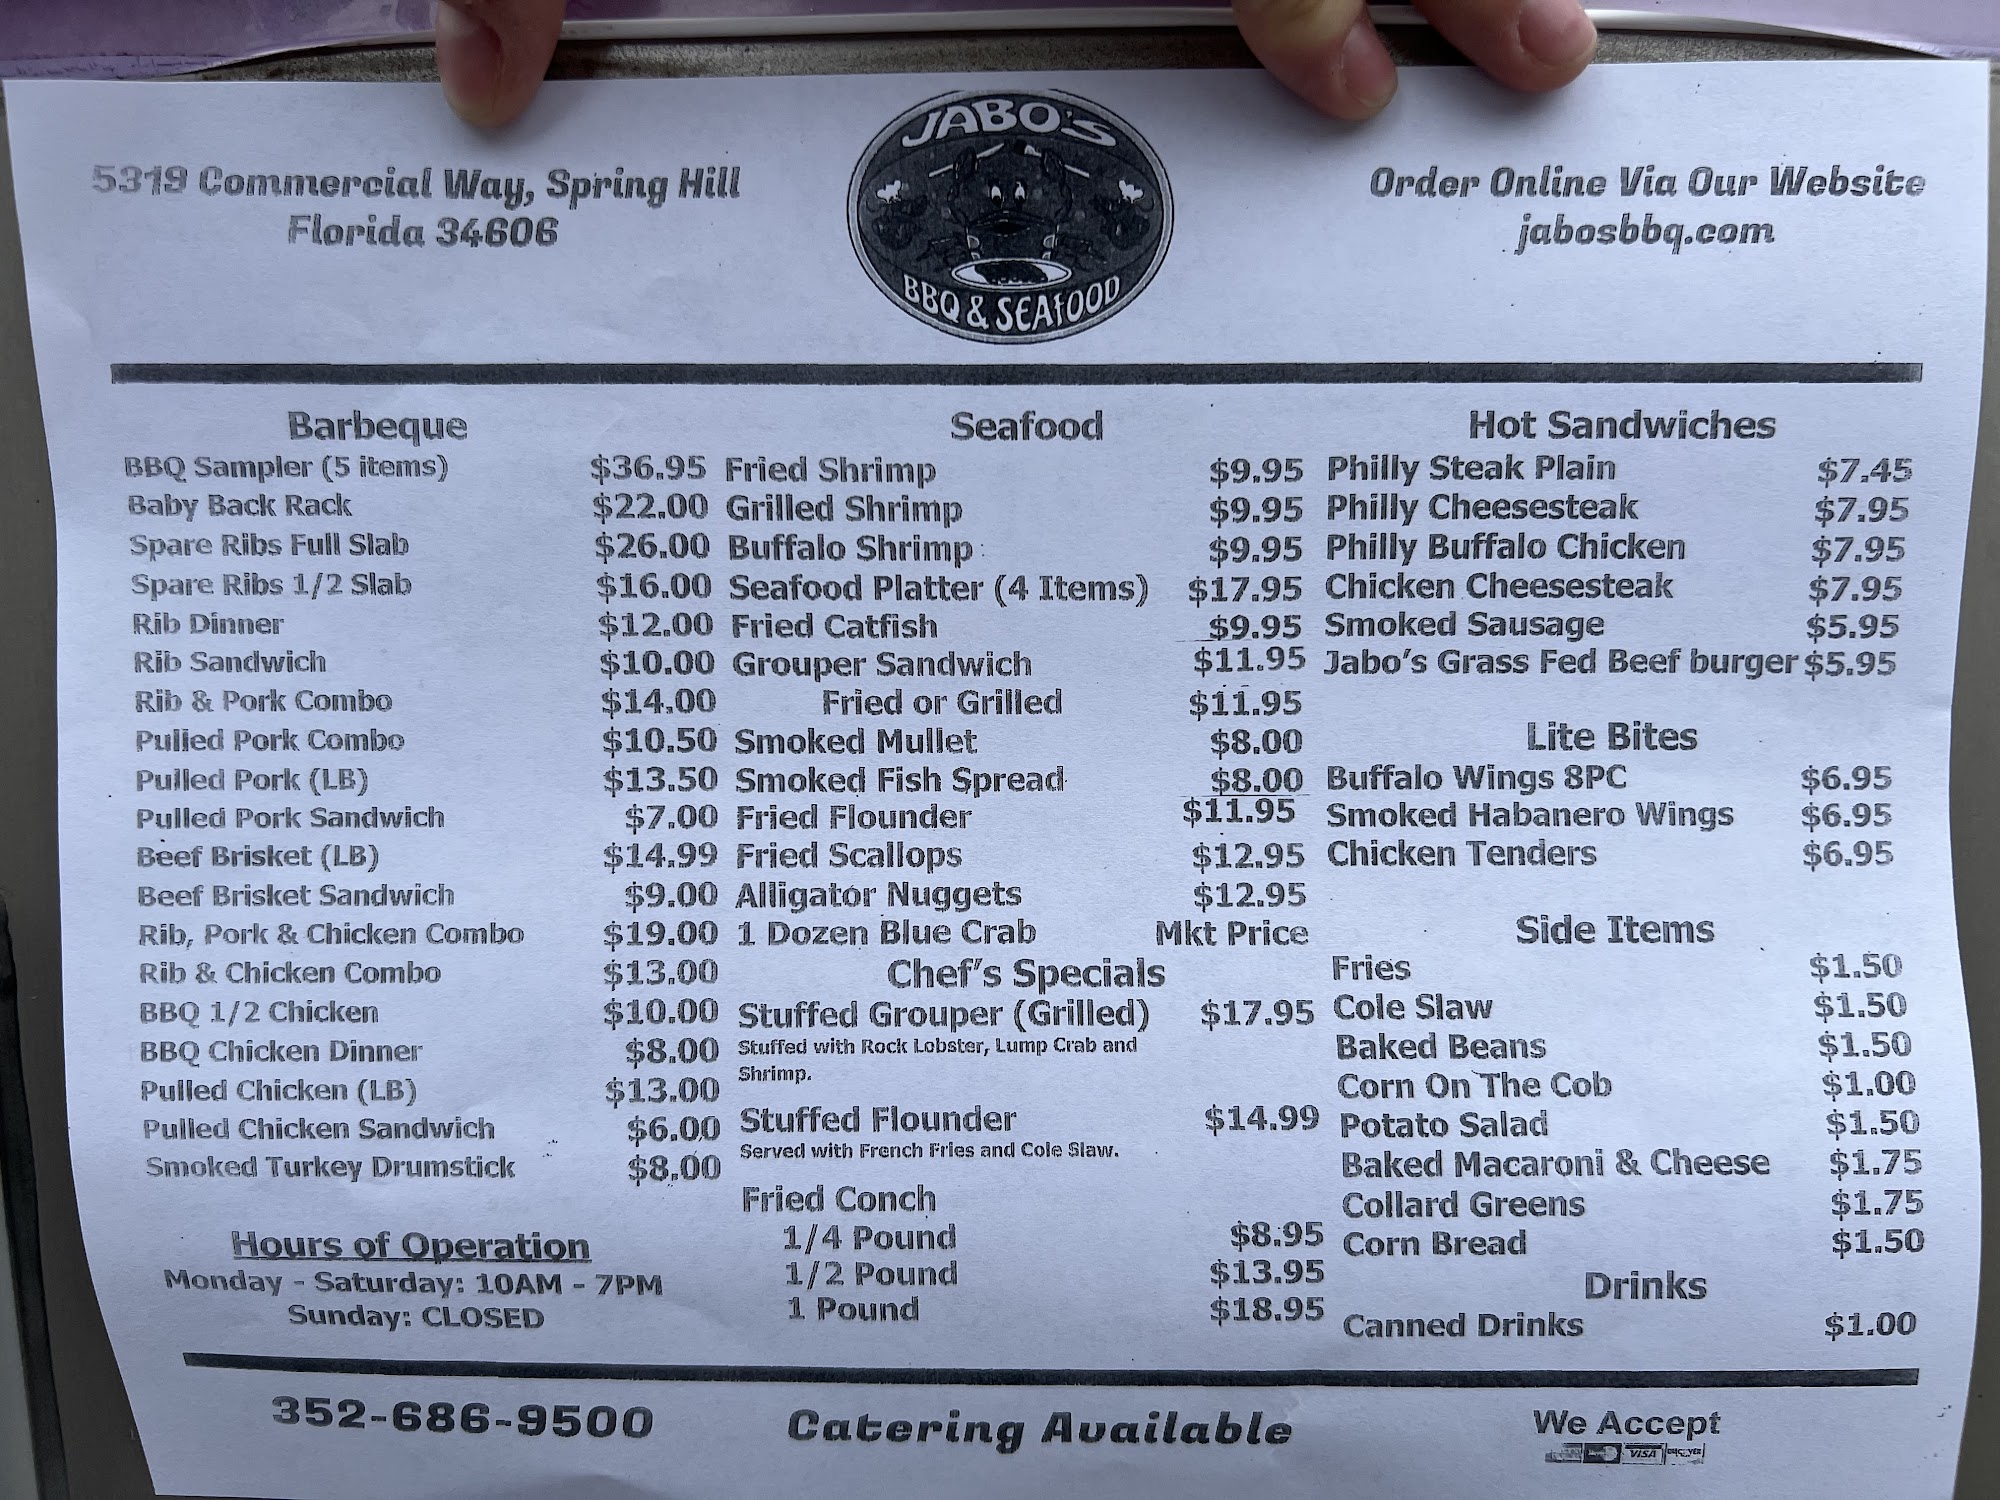 5319 Commercial Way, Spring Hill
Florida 34606
JABO'S
BBQ & SEAFOOD
Order Online Via Our Website
jabosbbq.com
Barbeque
BBQ Sampler (5 items) $36.95
Baby Back Rack $22.00
Spare Ribs Full Slab $26.00
Spare Ribs 1/2 Slab $16.00
Rib Dinner $12.00
Rib Sandwich $10.00
Rib & Pork Combo $14.00
Pulled Pork Combo $10.50
Pulled Pork (LB) $13.50
Pulled Pork Sandwich $7.00
Beef Brisket (LB) $14.99
Beef Brisket Sandwich $9.00
Rib, Pork & Chicken Combo $19.00
Rib & Chicken Combo $13.00
BBQ 1/2 Chicken $10.00
BBQ Chicken Dinner $8.00
Pulled Chicken (LB) $13.00
Pulled Chicken Sandwich $6.00
Smoked Turkey Drumstick $8.00
Hours of Operation
Monday - Saturday: 10AM - 7PM
Sunday: CLOSED
Seafood
Fried Shrimp $9.95
Grilled Shrimp $9.95
Buffalo Shrimp $9.95
Seafood Platter (4 Items) $17.95
Fried Catfish $9.95
Grouper Sandwich $11.95
Fried or Grilled $11.95
Smoked Mullet $8.00
Smoked Fish Spread $8.00
Fried Flounder $11.95
Fried Scallops $12.95
Alligator Nuggets $12.95
1 Dozen Blue Crab Mkt Price
Chef's Specials
Stuffed Grouper (Grilled) $17.95
Stuffed with Rock Lobster, Lump Crab and
Shrimp.
Stuffed Flounder $14.99
Served with French Fries and Cole Slaw.
Fried Conch
1/4 Pound $8.95
1/2 Pound $13.95
1 Pound $18.95
Hot Sandwiches
Philly Steak Plain $7.45
Philly Cheesesteak $7.95
Philly Buffalo Chicken $7.95
Chicken Cheesesteak $7.95
Smoked Sausage $5.95
Jabo's Grass Fed Beef burger $5.95
Lite Bites
Buffalo Wings 8PC $6.95
Smoked Habanero Wings $6.95
Chicken Tenders $6.95
Side Items
Fries $1.50
Cole Slaw $1.50
Baked Beans $1.50
Corn On The Cob $1.00
Potato Salad $1.50
Baked Macaroni & Cheese $1.75
Collard Greens $1.75
Corn Bread $1.50
Drinks
Canned Drinks $1.00
352-686-9500
Catering Available
We Accept
VISA